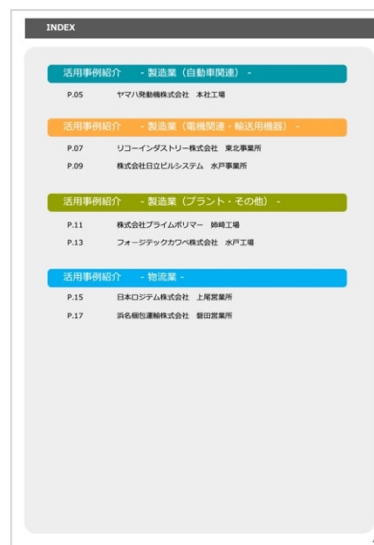 INDEX
活用事例紹介 - 製造業（自動車関連） -
P.05 ヤマハ発動機株式会社 本社工場
活用事例紹介 - 製造業（電機関連・輸送用機器） -
P.07 リコーインダストリー株式会社 東北事業所
P.09 株式会社日立ビルシステム 水戸事業所
活用事例紹介 - 製造業（プラント・その他） -
P.11 株式会社プライムポリマー 姉崎工場
P.13 フォージテックカワベ株式会社 水戸工場
活用事例紹介 - 物流業 -
P.15 日本ロジテム株式会社 上尾営業所
P.17 浜名梱包運輸株式会社 磐田営業所